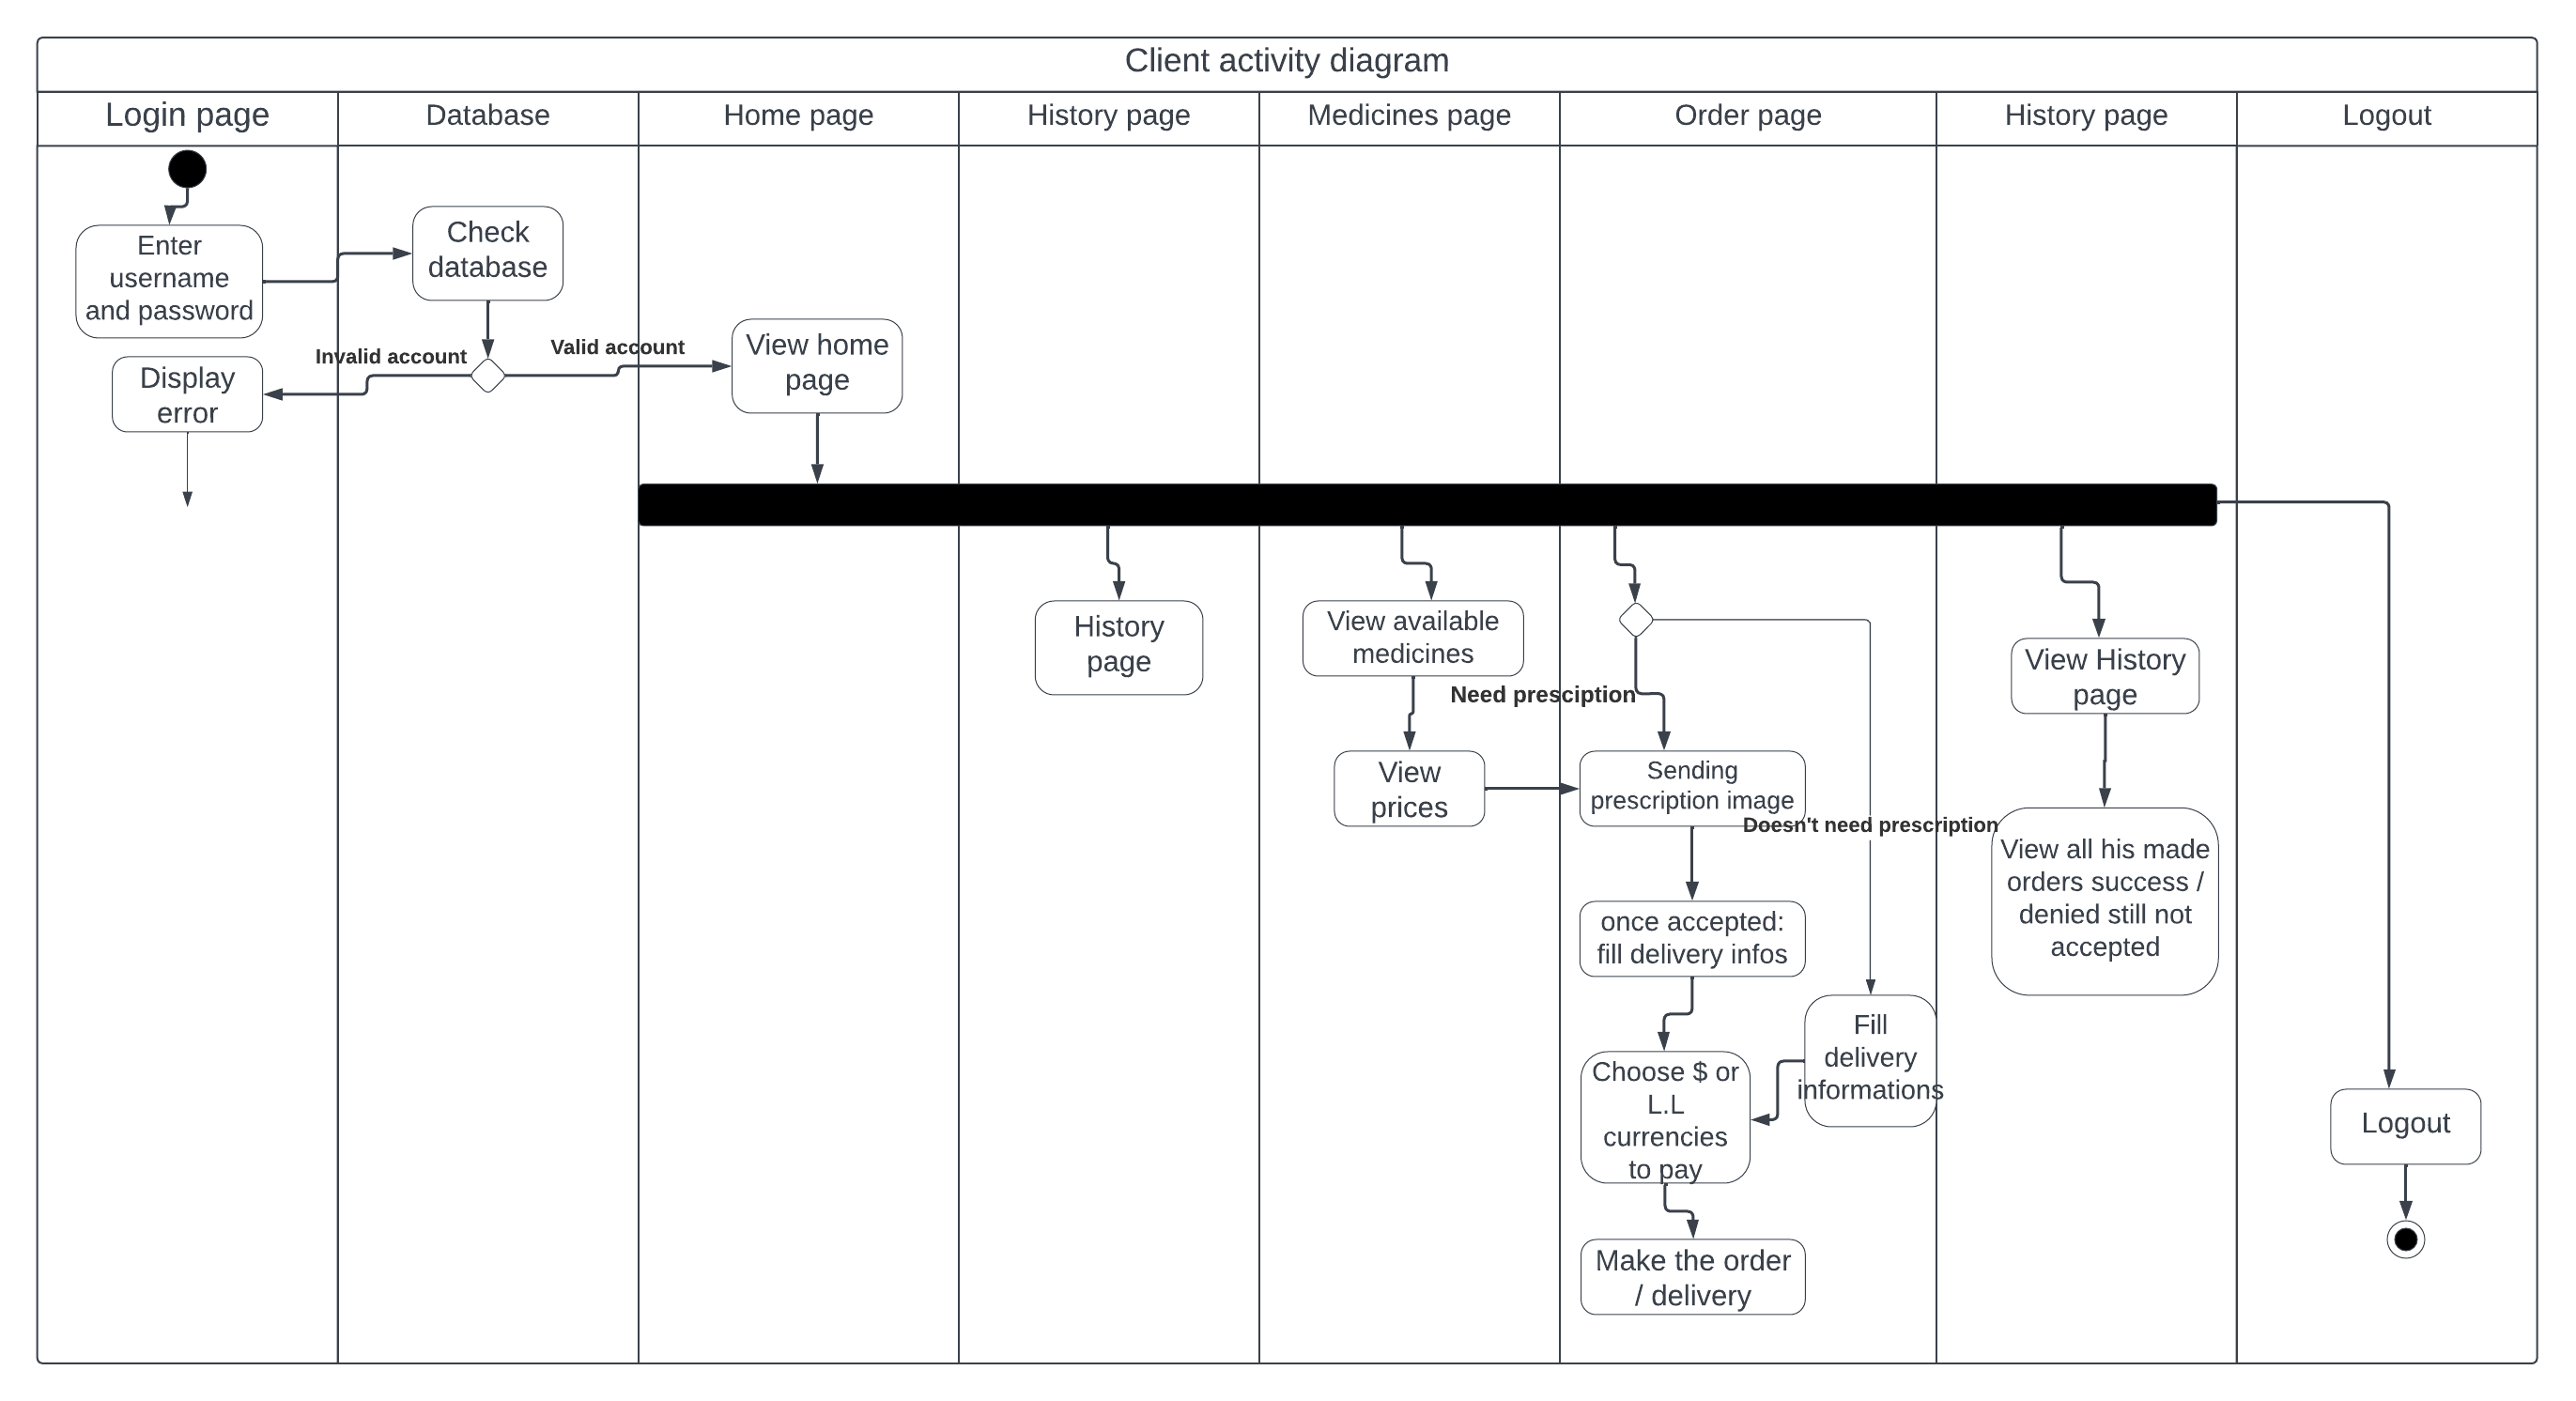 Client activity diagram
Login page
Database
Home page
History page
Medicines page
Order page
History page
Logout
Enter
username
and password
Check
database
Invalid account
Valid account
View home
page
Display
error
History
page
View available
medicines
Need presciption
View History
page
View
prices
Sending
prescription image
Doesn't need prescription
View all his made
orders success /
denied still not
accepted
once accepted:
fill delivery infos
Fill
delivery
informations
Choose $ or
L.L
currencies
to pay
Logout
Make the order
/ delivery